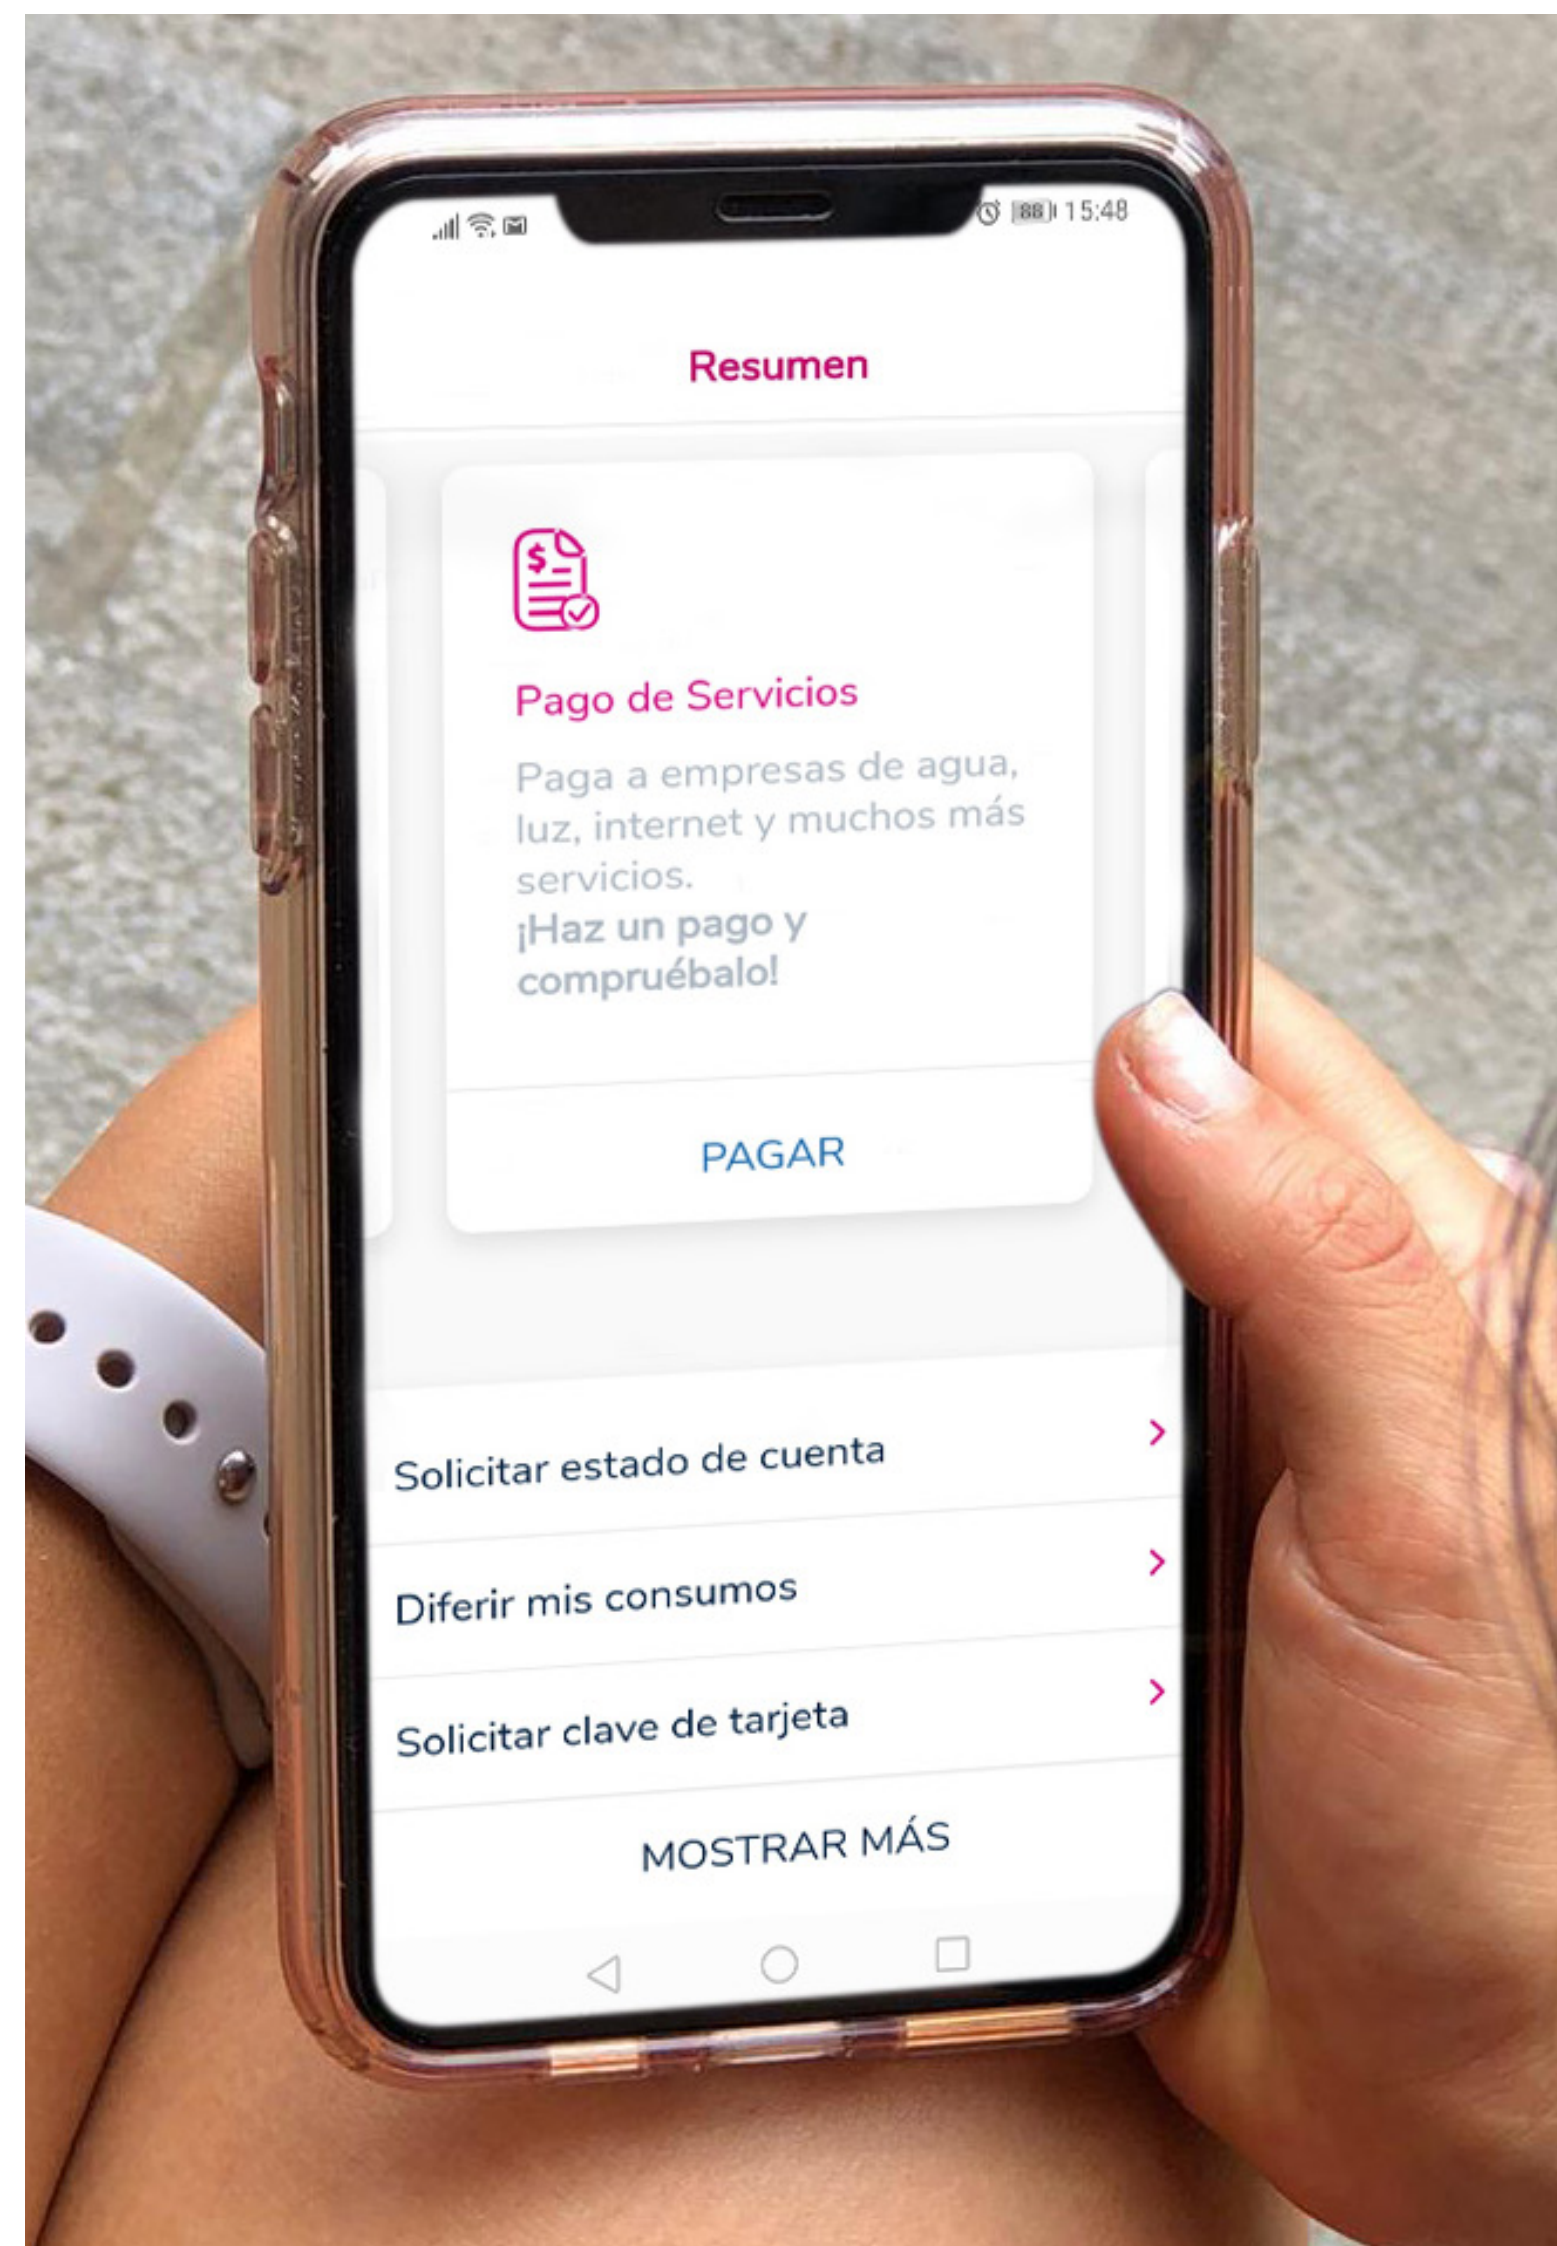 88 15:48
Resumen
$
Pago de Servicios
Paga a empresas de agua,
luz, internet y muchos más
servicios.
¡Haz un pago y
compruébalo!
PAGAR
Solicitar estado de cuenta
Diferir mis consumos
Solicitar clave de tarjeta
MOSTRAR MÁS